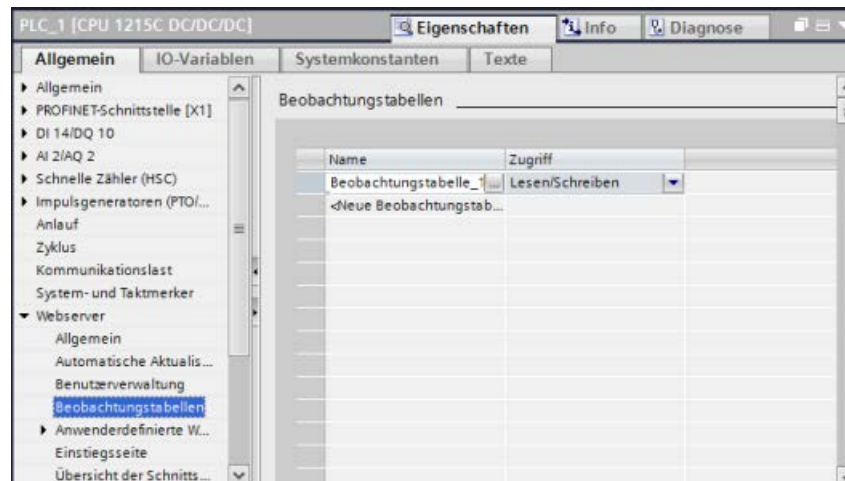 PLC_1 [CPU 1215C DC/DC/DC]
Eigenschaften
Info
Diagnose
Allgemein
IO-Variablen
Systemkonstanten
Texte
Allgemein
PROFINET-Schnittstelle [X1]
DI 14/DQ 10
AI 2/AQ 2
Schnelle Zähler (HSC)
Impulsgeneratoren (PTO/...
Anlauf
Zyklus
Kommunikationslast
System- und Taktmerker
Webserver
Allgemein
Automatische Aktualis...
Benutzerverwaltung
Beobachtungstabellen
Anwenderdefinierte W...
Einstiegsseite
Übersicht der Schnitts...
Beobachtungstabellen
Name Zugriff
Beobachtungstabelle_1 ... Lesen/Schreiben
<Neue Beobachtungstab...